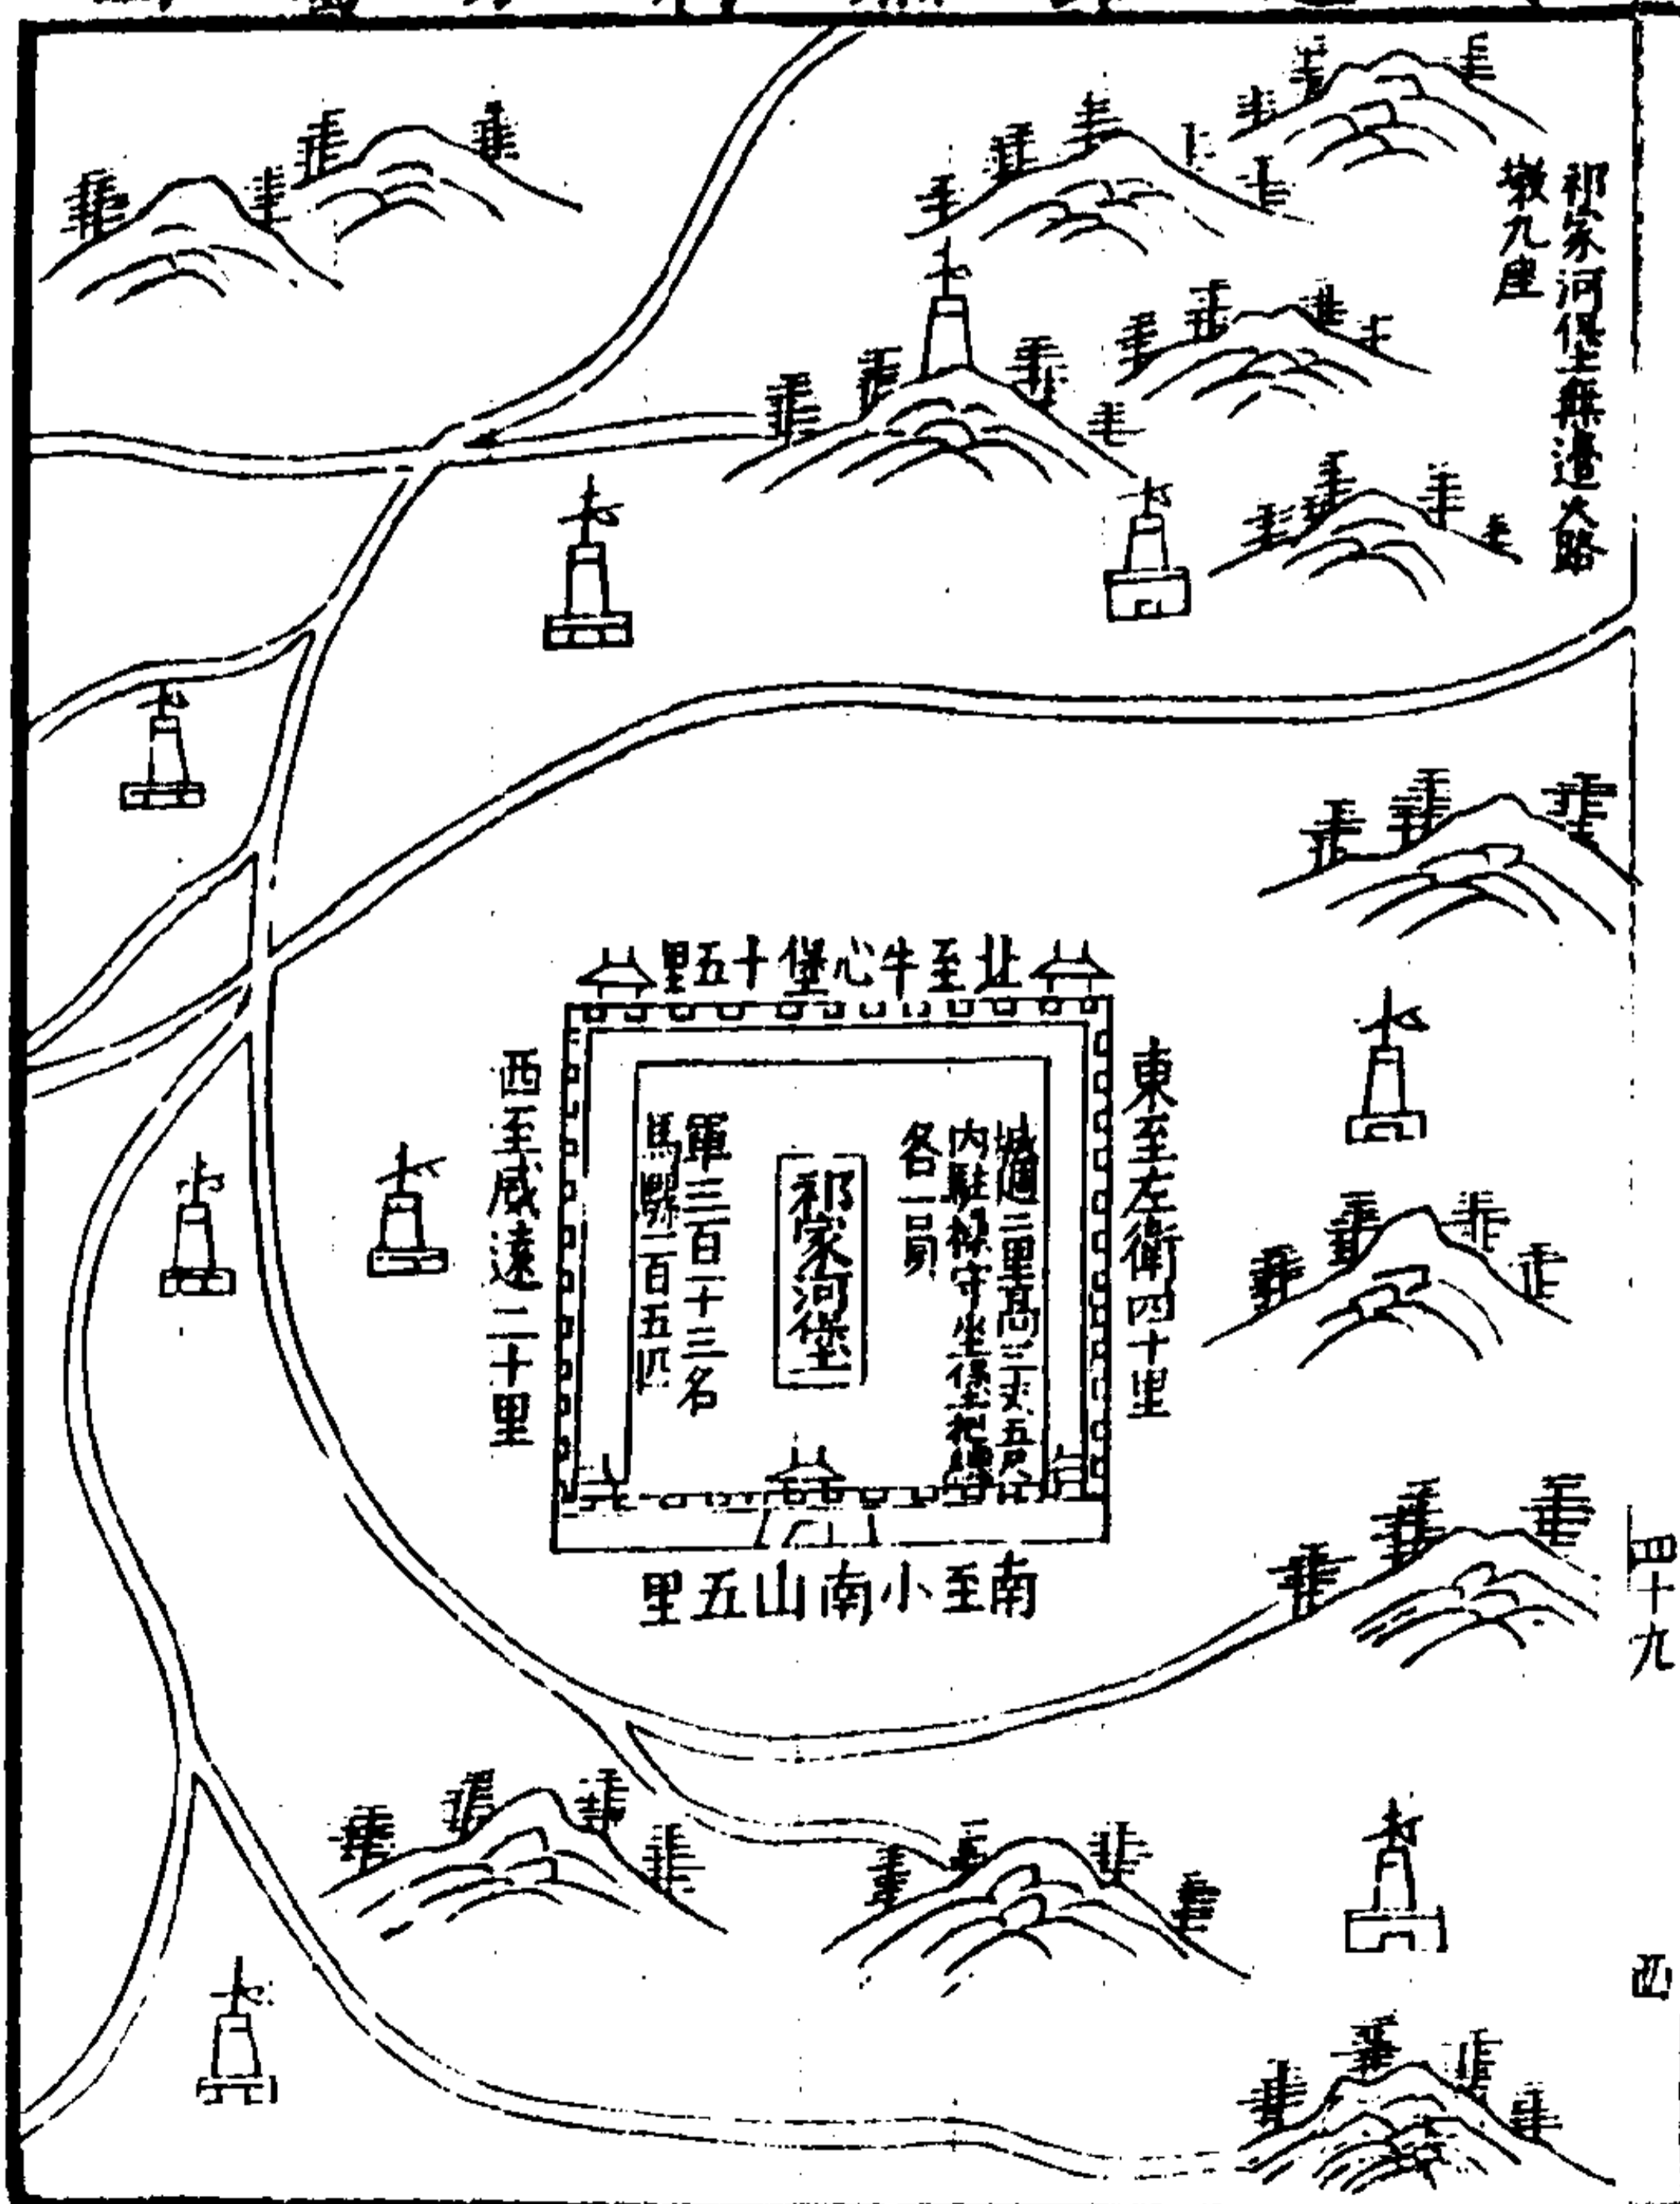 祁家河堡無邊火路
墩九座
北至牛心堡十五里
東至左衛四十里
城週二里高三丈五尺
內駐操守坐堡把總
各一員
祁家河堡
軍三百十三名
馬騾一百五匹
西至威遠二十里
南至小南山五里
四十九